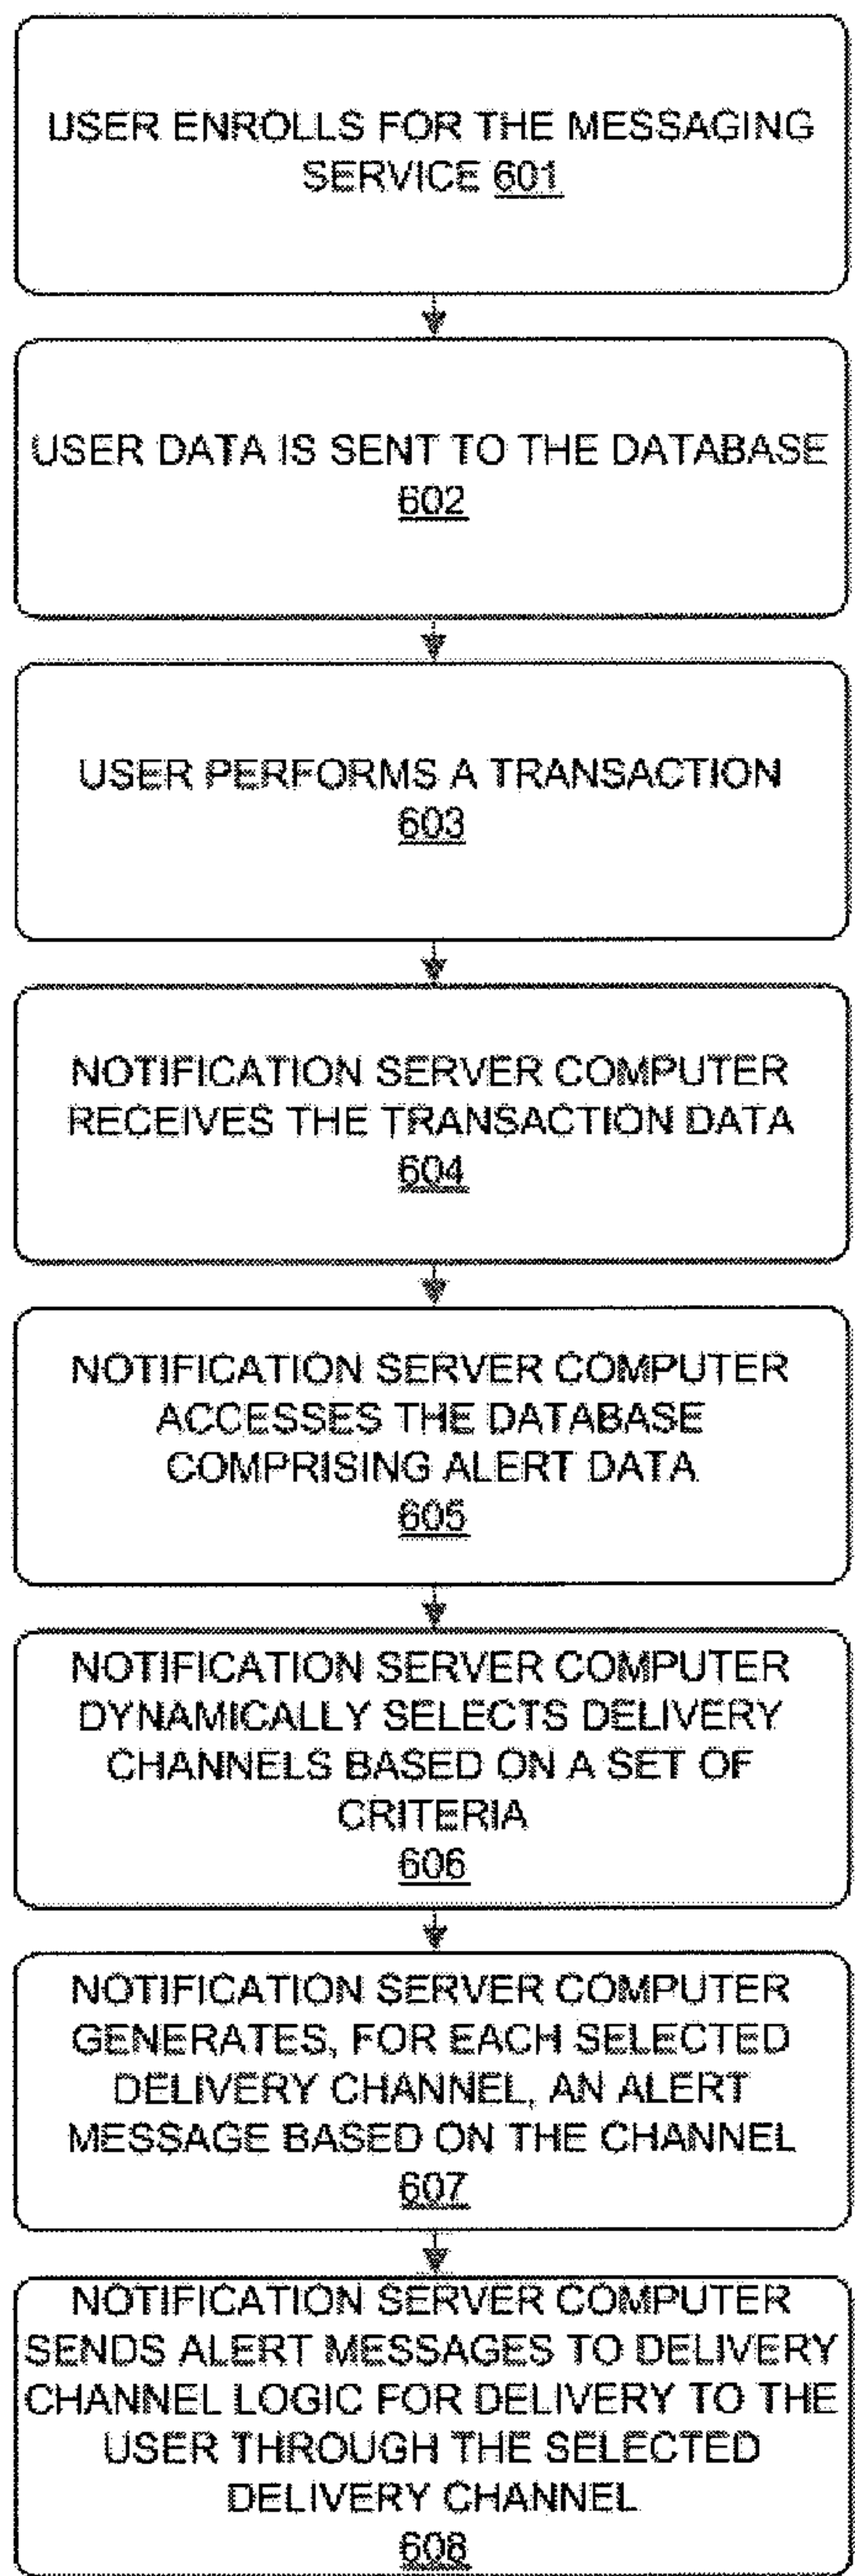 USER ENROLLS FOR THE MESSAGING
SERVICE 601
USER DATA IS SENT TO THE DATABASE
602
USER PERFORMS A TRANSACTION
603
NOTIFICATION SERVER COMPUTER
RECEIVES THE TRANSACTION DATA
604
NOTIFICATION SERVER COMPUTER
ACCESSES THE DATABASE
COMPRISING ALERT DATA
605
NOTIFICATION SERVER COMPUTER
DYNAMICALLY SELECTS DELIVERY
CHANNELS BASED ON A SET OF
CRITERIA
606
NOTIFICATION SERVER COMPUTER
GENERATES, FOR EACH SELECTED
DELIVERY CHANNEL, AN ALERT
MESSAGE BASED ON THE CHANNEL
607
NOTIFICATION SERVER COMPUTER
SENDS ALERT MESSAGES TO DELIVERY
CHANNEL LOGIC FOR DELIVERY TO THE
USER THROUGH THE SELECTED
DELIVERY CHANNEL
608